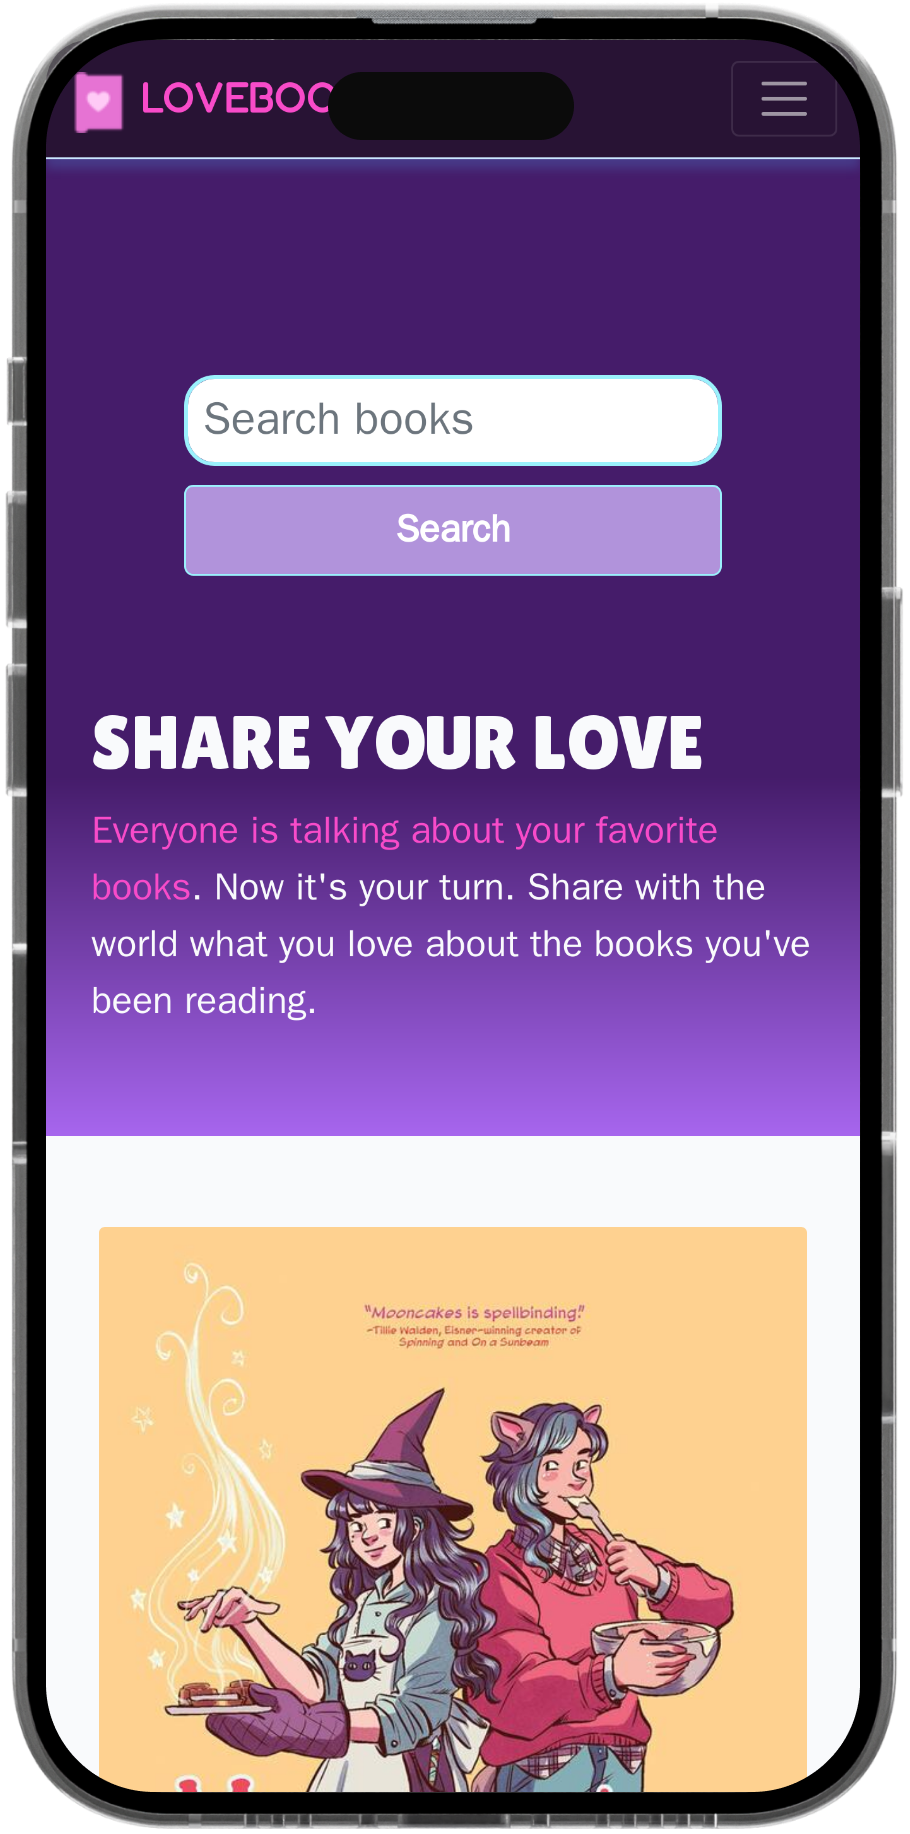 LOVEBOO
Search books
Search
SHARE YOUR LOVE
Everyone is talking about your favorite
books. Now it's your turn. Share with the
world what you love about the books you've
been reading.
“Mooncakes is spellbinding.”
-Tillie Walden, Eisner-winning creator of
Spinning and On a Sunbeam